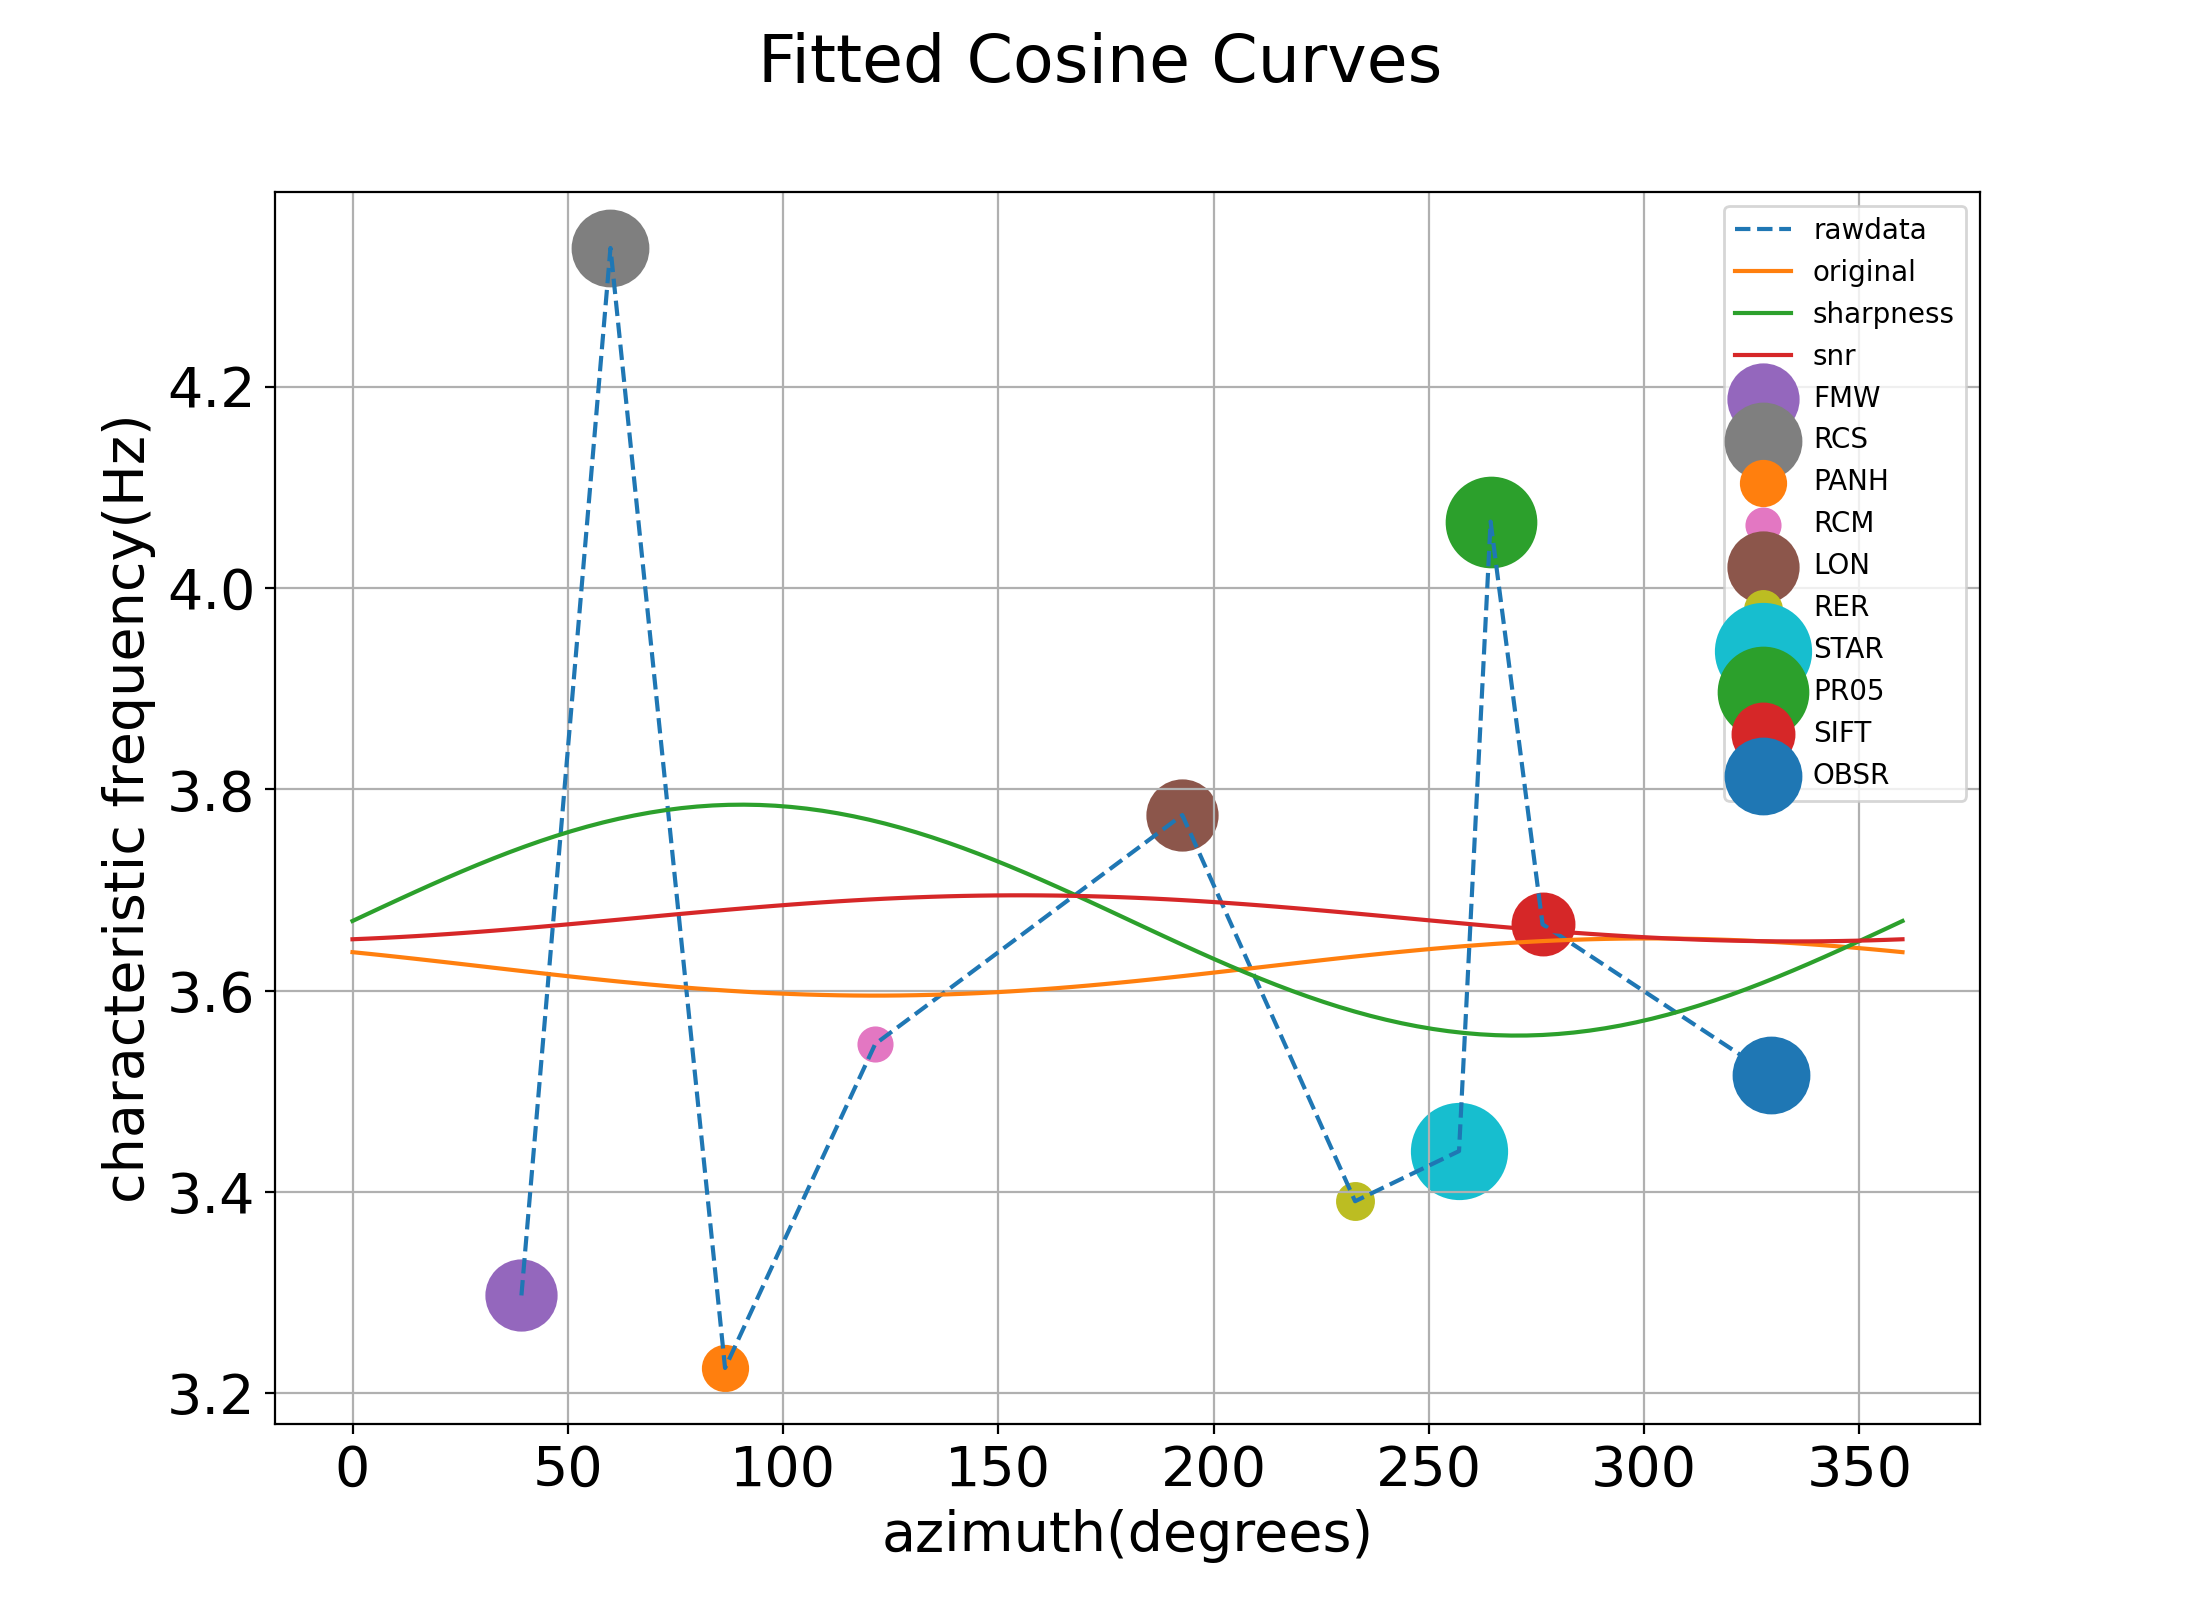 Fitted Cosine Curves
characteristic frequency(Hz)
4.2
4.0
3.8
3.6
3.4
3.2
0 50 100 150 200 250 300 350
azimuth(degrees)
rawdata
original
sharpness
snr
FMW
RCS
PANH
RCM
LON
RER
STAR
PR05
SIFT
OBSR